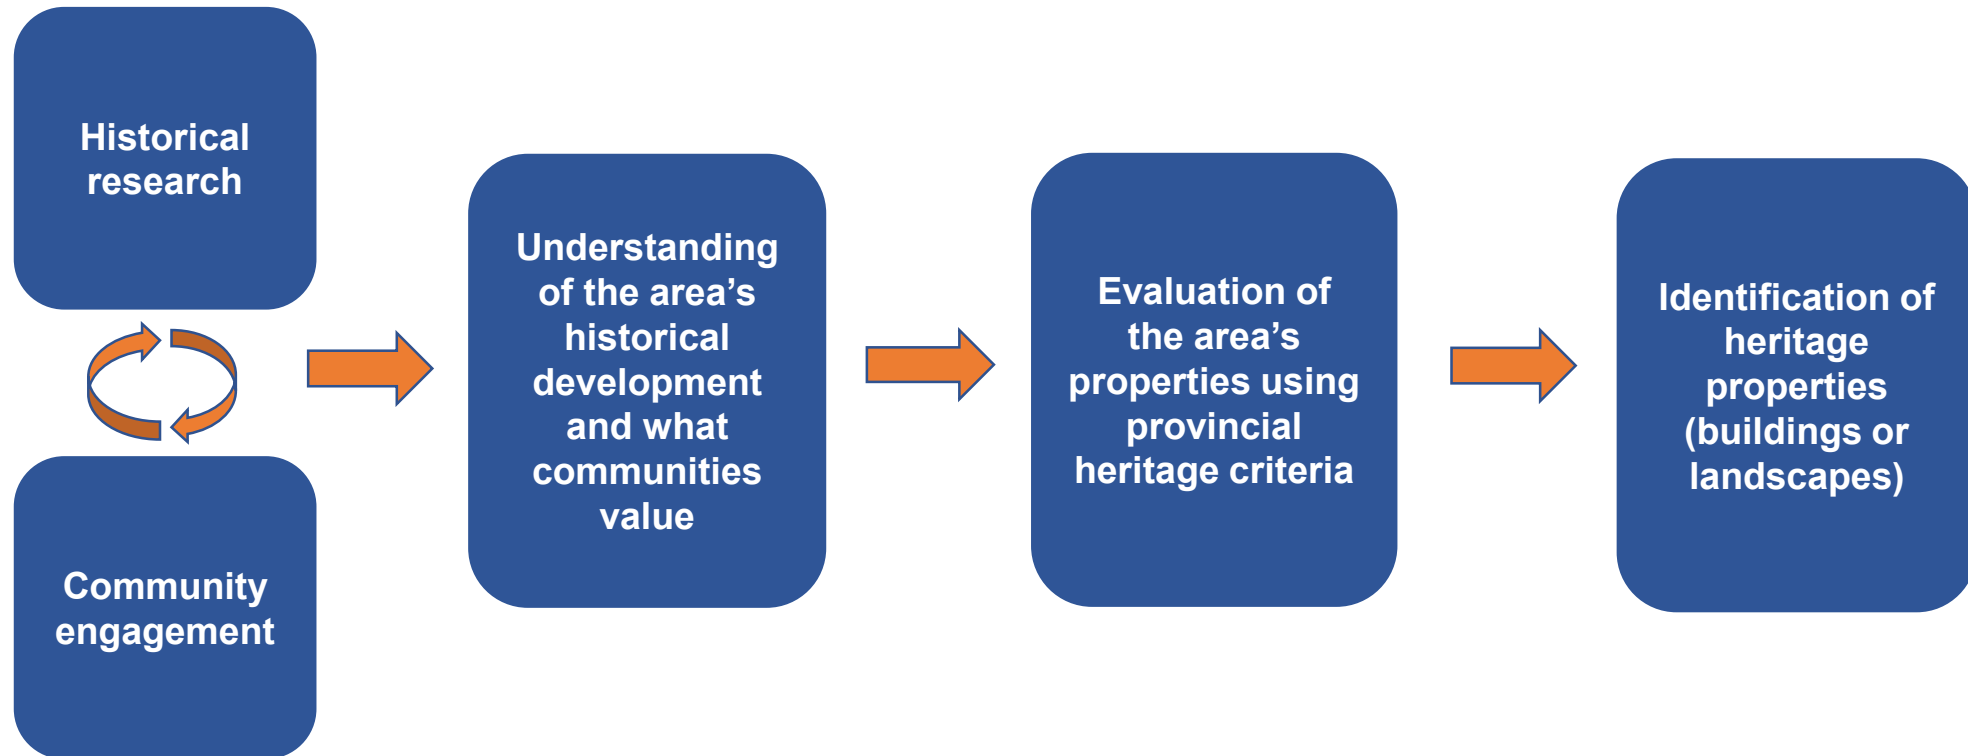 Historical
research
Community
engagement
Understanding
of the area’s
historical
development
and what
communities
value
Evaluation of
the area’s
properties using
provincial
heritage criteria
Identification of
heritage
properties
(buildings or
landscapes)